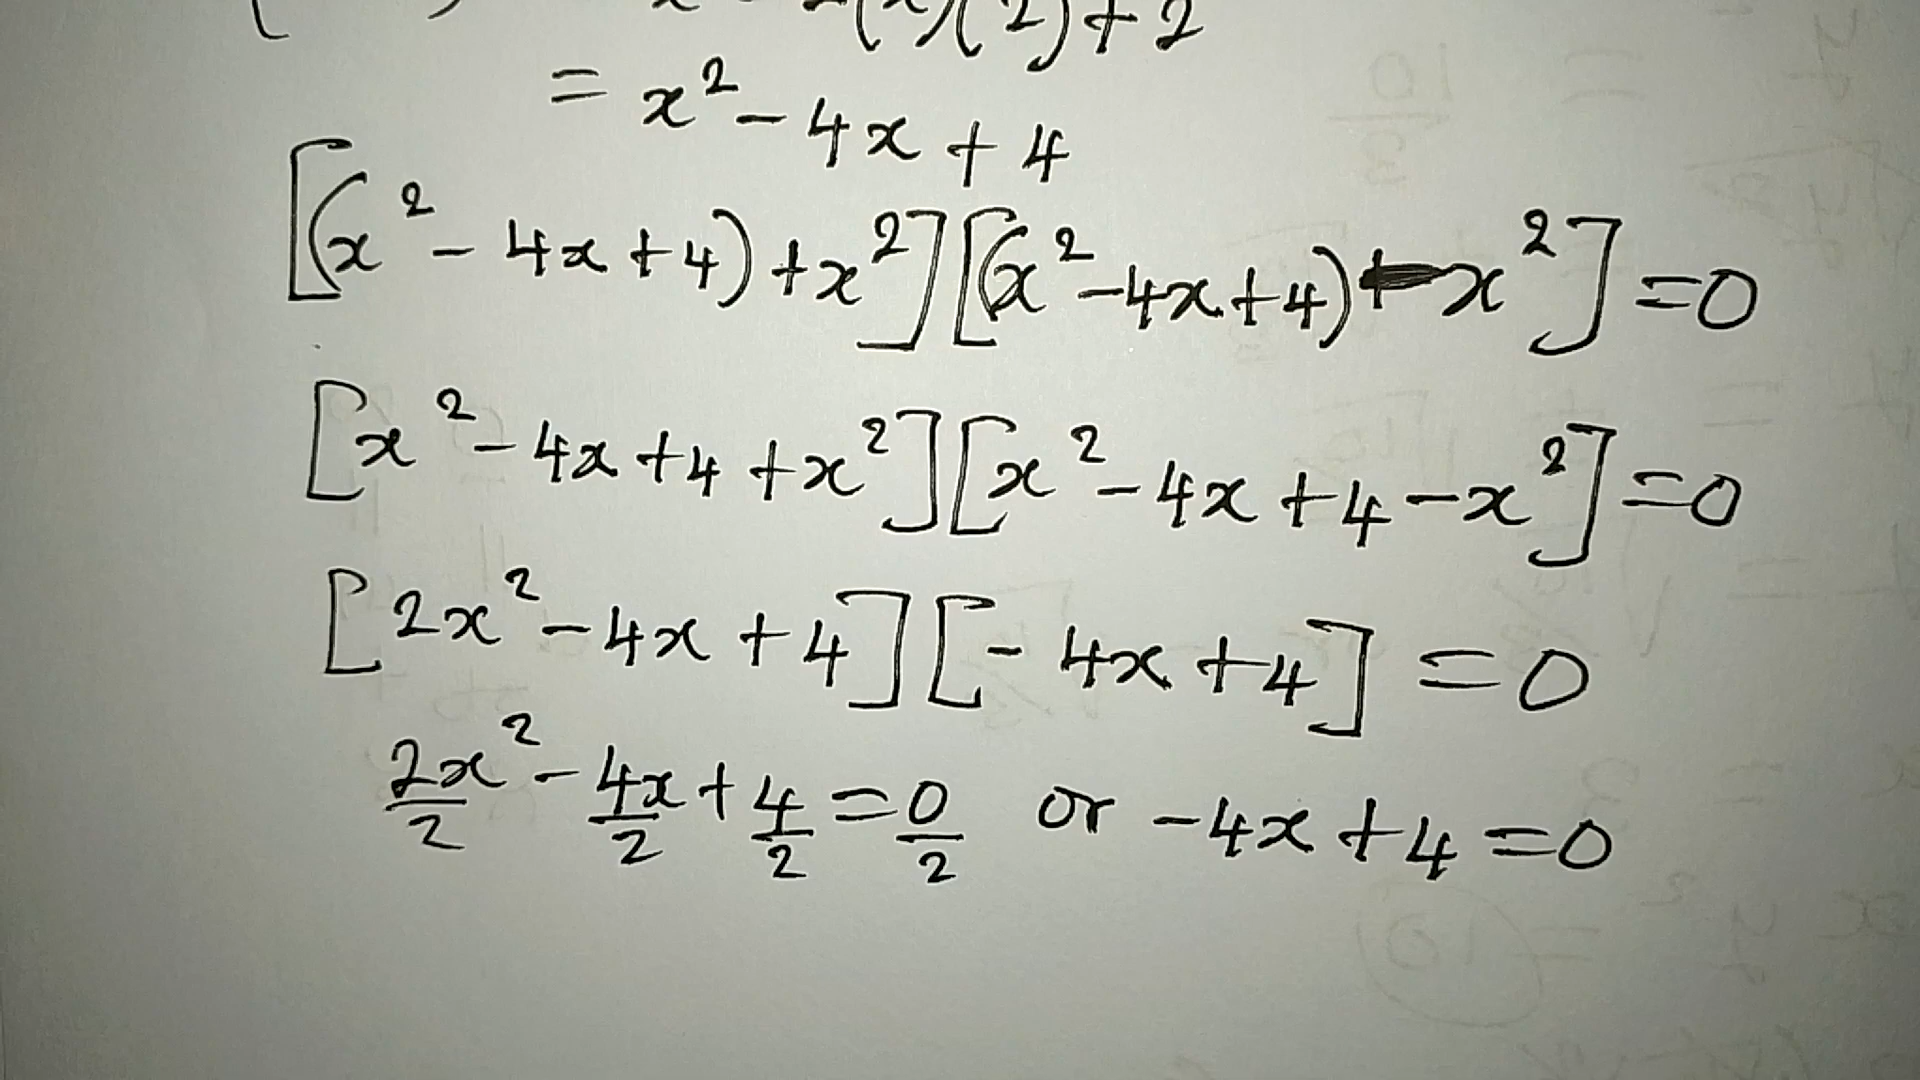 (x)(2) + 2
= x² - 4x + 4
[(x² - 4x + 4) + x²][(x² - 4x + 4) - x²] = 0
[x² - 4x + 4 + x²][x² - 4x + 4 - x²] = 0
[2x² - 4x + 4][- 4x + 4] = 0
2x²/2 - 4x/2 + 4/2 = 0/2 or -4x + 4 = 0